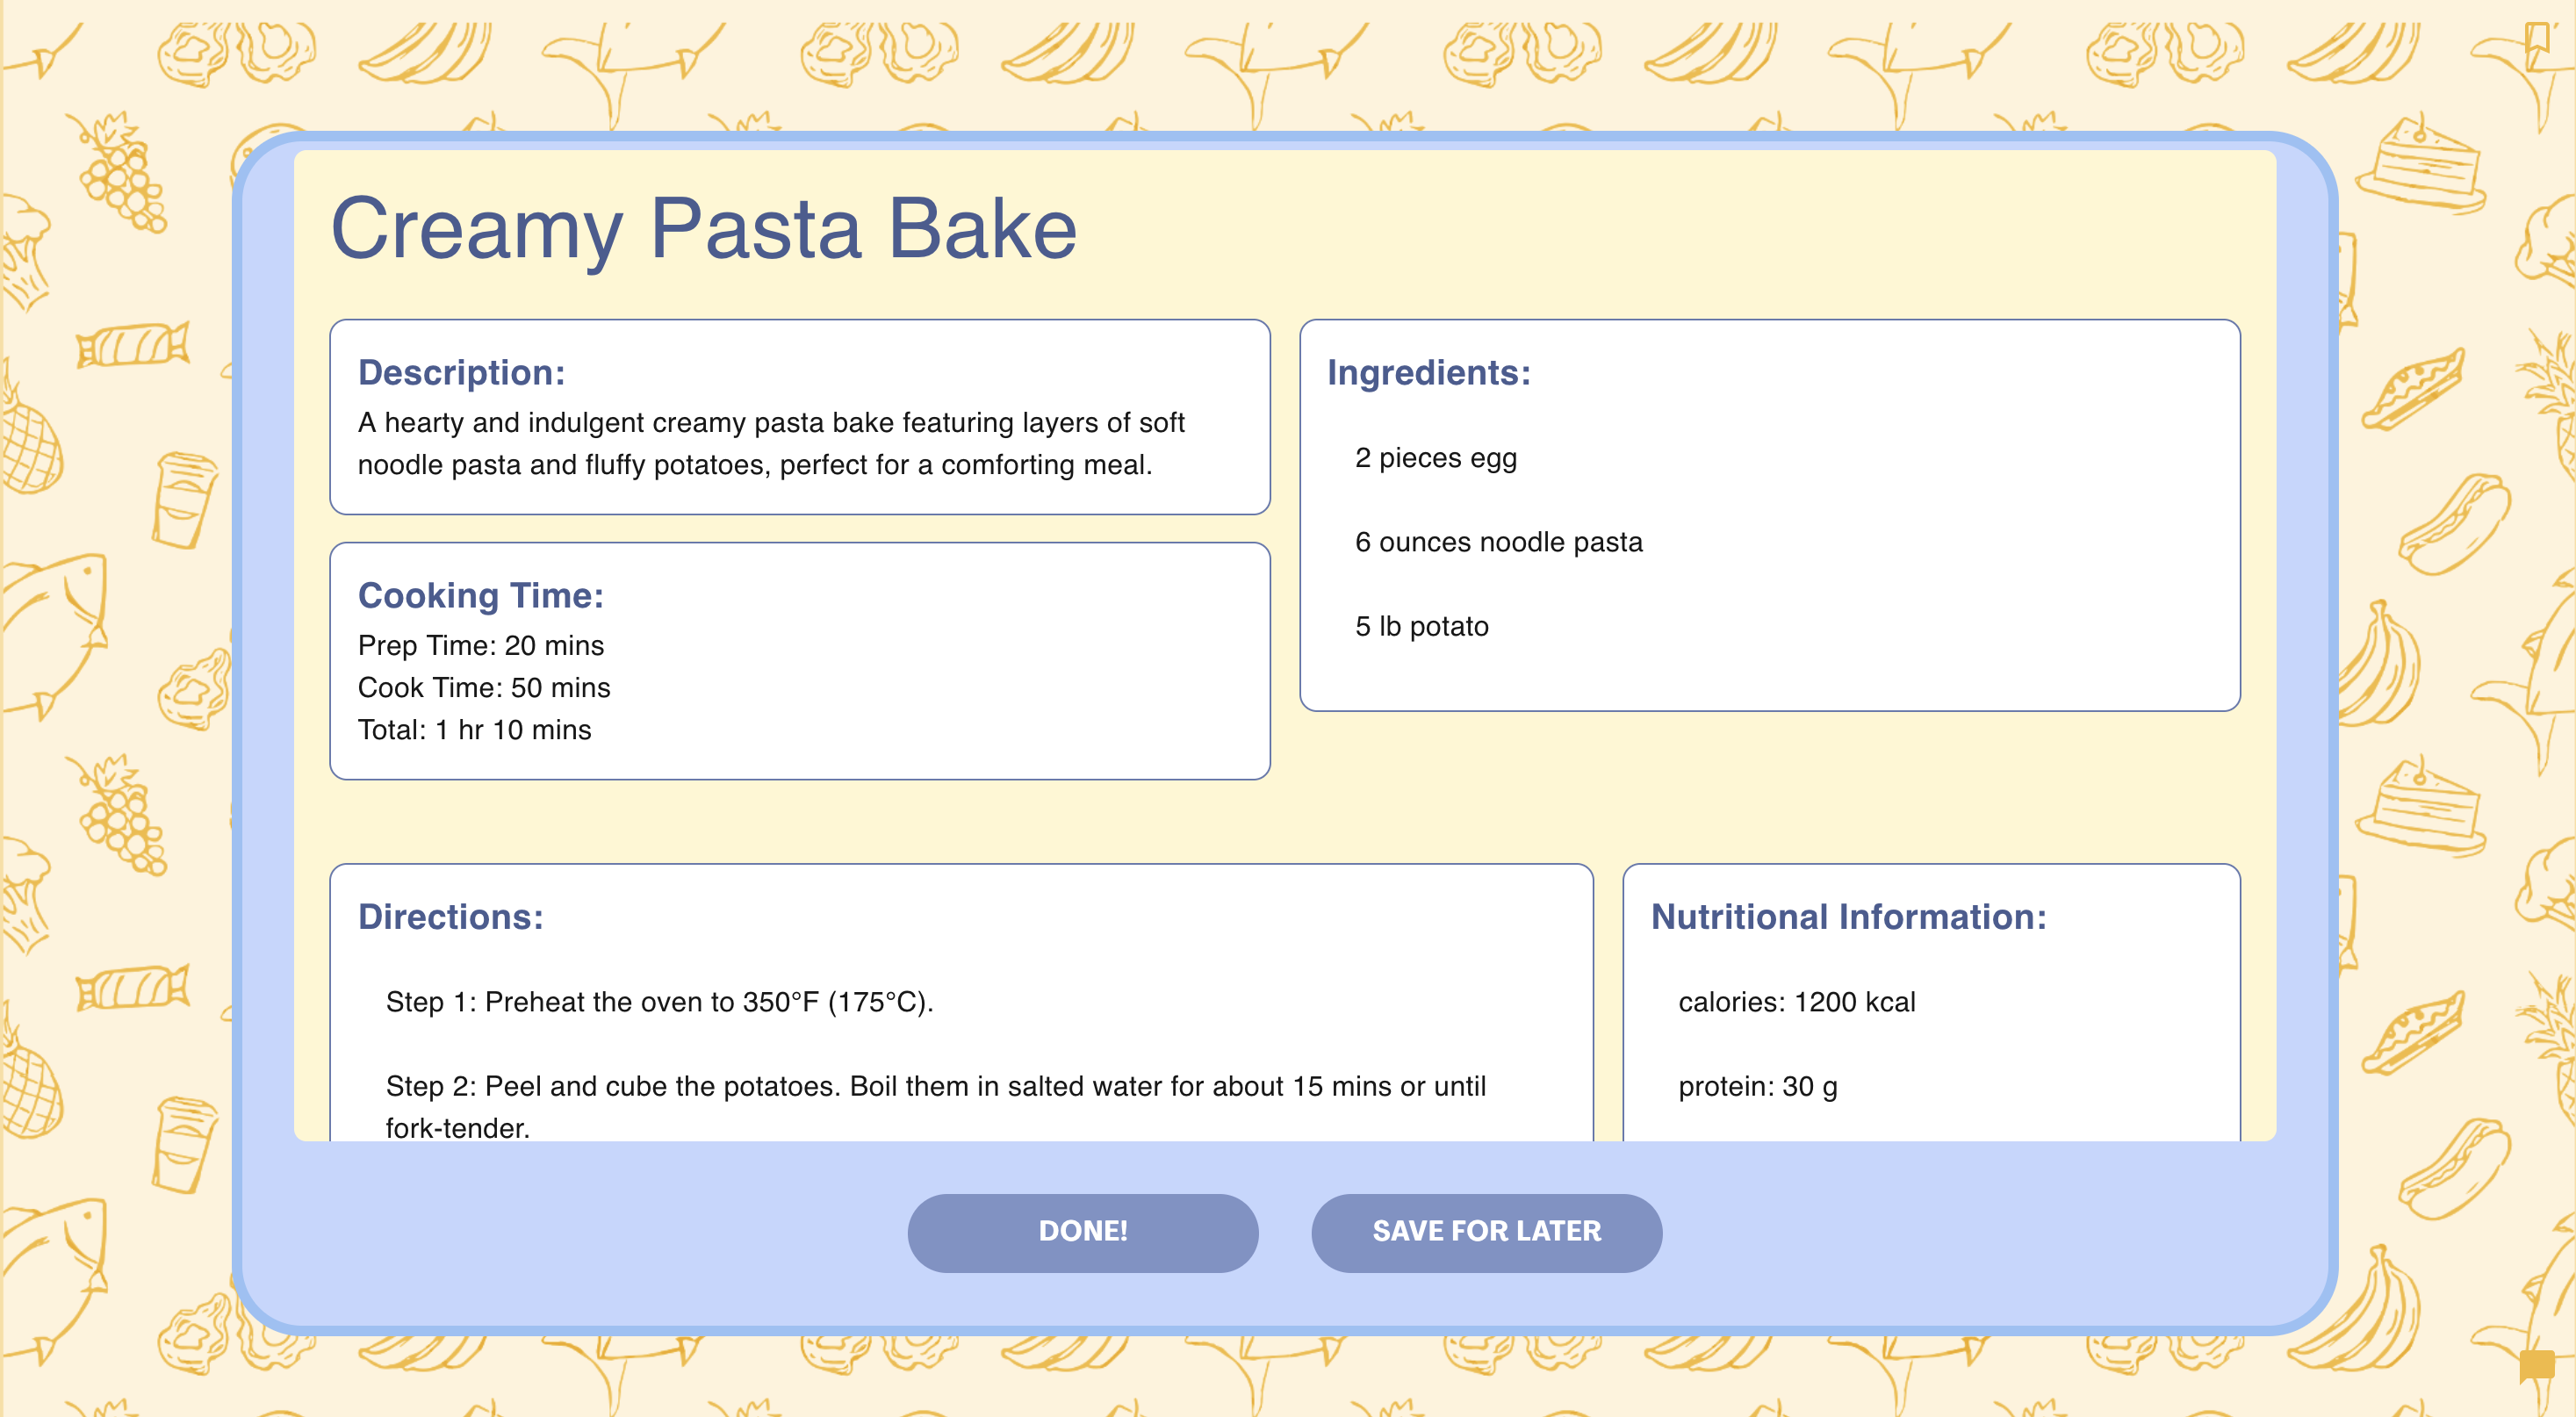 Creamy Pasta Bake
Description:
A hearty and indulgent creamy pasta bake featuring layers of soft
noodle pasta and fluffy potatoes, perfect for a comforting meal.
Cooking Time:
Prep Time: 20 mins
Cook Time: 50 mins
Total: 1 hr 10 mins
Ingredients:
2 pieces egg
6 ounces noodle pasta
5 lb potato
Directions:
Step 1: Preheat the oven to 350°F (175°C).
Step 2: Peel and cube the potatoes. Boil them in salted water for about 15 mins or until
fork-tender.
Nutritional Information:
calories: 1200 kcal
protein: 30 g
DONE!
SAVE FOR LATER